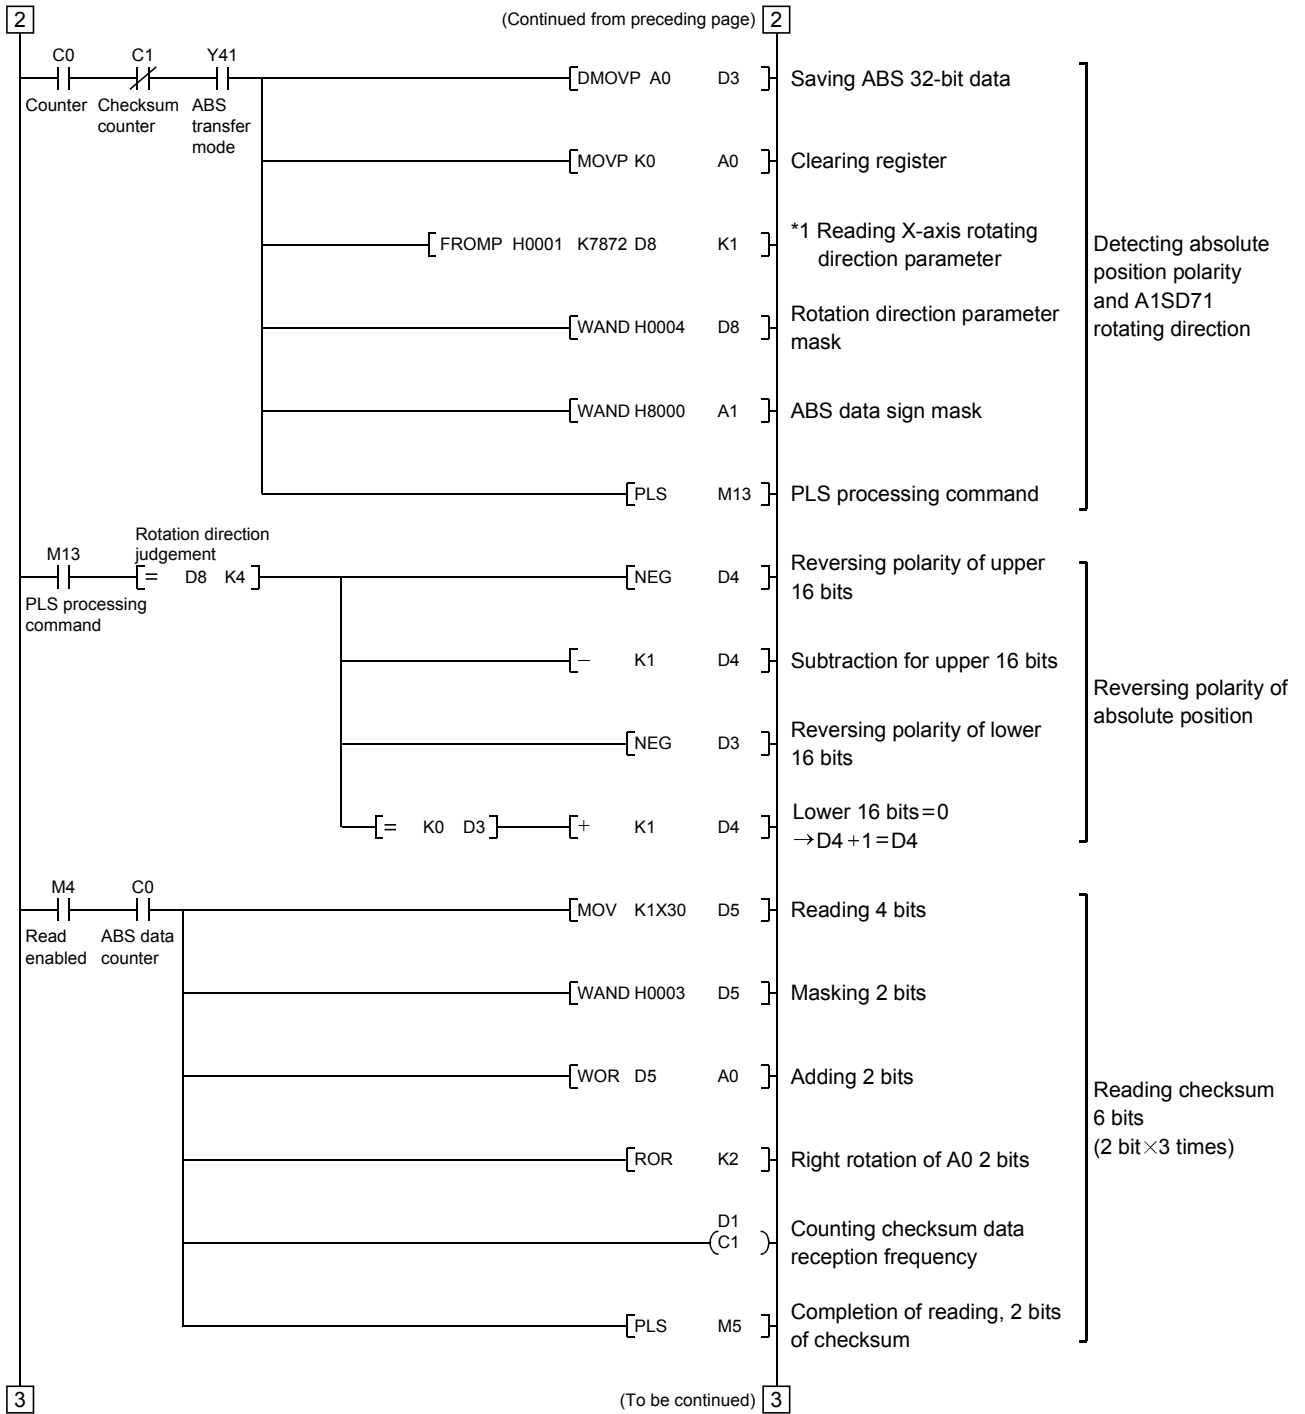 2 (Continued from preceding page) 2
C0 C1 Y41
[DMOVP A0 D3] Saving ABS 32-bit data
Counter Checksum counter ABS transfer mode
[MOVP K0 A0] Clearing register
[FROMP H0001 K7872 D8 K1] *1 Reading X-axis rotating
direction parameter
[WAND H0004 D8] Rotation direction parameter
mask
[WAND H8000 A1] ABS data sign mask
[PLS M13] PLS processing command
Detecting absolute
position polarity
and A1SD71
rotating direction
Rotation direction
judgement
M13
[= D8 K4] [NEG D4] Reversing polarity of upper
16 bits
PLS processing
command
[− K1 D4] Subtraction for upper 16 bits
[NEG D3] Reversing polarity of lower
16 bits
[= K0 D3] [+ K1 D4] Lower 16 bits=0
→D4+1=D4
Reversing polarity of
absolute position
M4 C0
[MOV K1X30 D5] Reading 4 bits
Read
enabled
ABS data
counter
[WAND H0003 D5] Masking 2 bits
[WOR D5 A0] Adding 2 bits
[ROR K2] Right rotation of A0 2 bits
D1
(C1) Counting checksum data
reception frequency
[PLS M5] Completion of reading, 2 bits
of checksum
Reading checksum
6 bits
(2 bit×3 times)
3 (To be continued) 3